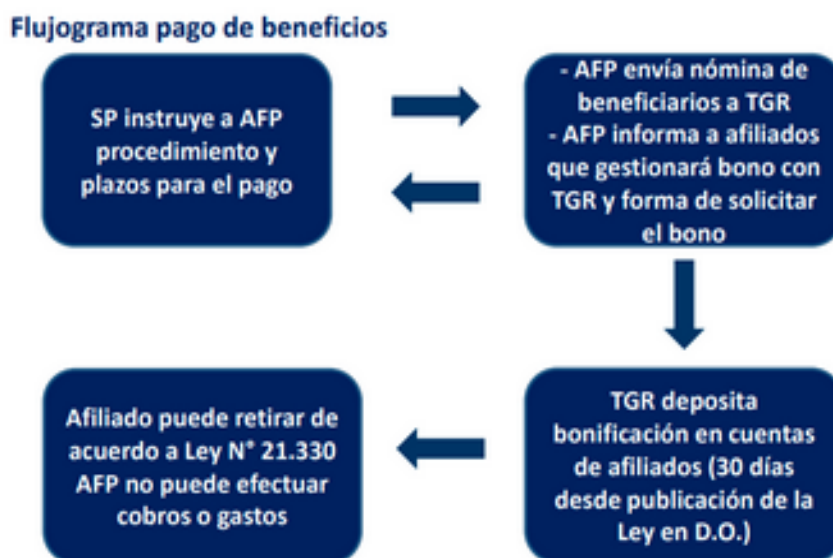 Flujograma pago de beneficios
SP instruye a AFP
procedimiento y
plazos para el pago
- AFP envía nómina de
beneficiarios a TGR
- AFP informa a afiliados
que gestionará bono con
TGR y forma de solicitar
el bono
TGR deposita
bonificación en cuentas
de afiliados (30 días
desde publicación de la
Ley en D.O.)
Afiliado puede retirar de
acuerdo a Ley N° 21.330
AFP no puede efectuar
cobros o gastos